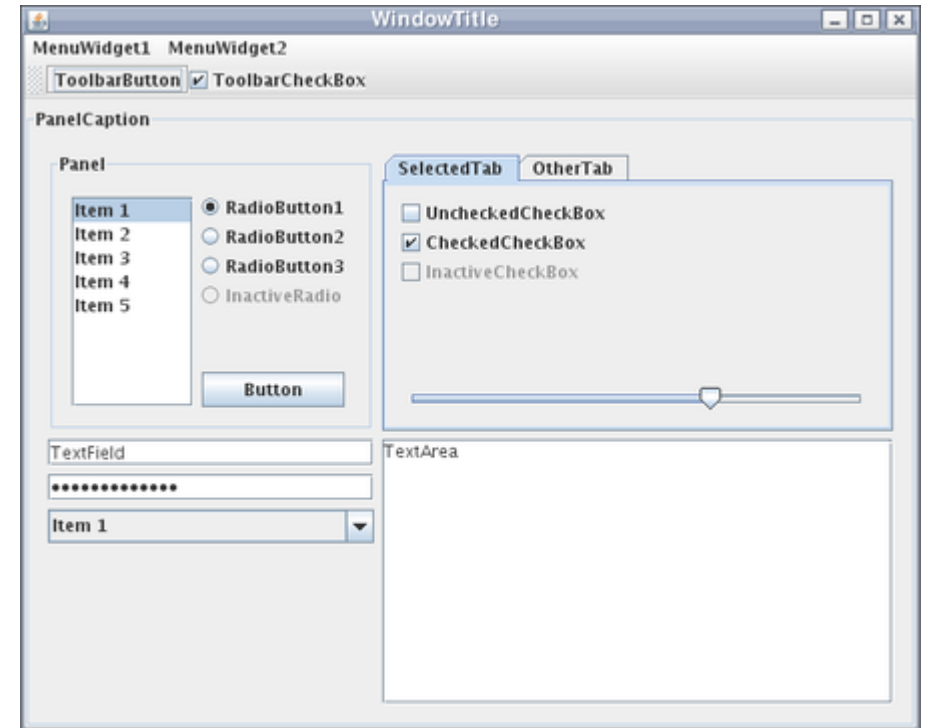 WindowTitle
MenuWidget1 MenuWidget2
ToolbarButton ToolbarCheckBox
PanelCaption
Panel
Item 1
Item 2
Item 3
Item 4
Item 5
RadioButton1
RadioButton2
RadioButton3
InactiveRadio
Button
SelectedTab OtherTab
UncheckedCheckBox
CheckedCheckBox
InactiveCheckBox
TextField
•••••••••••••
Item 1
TextArea